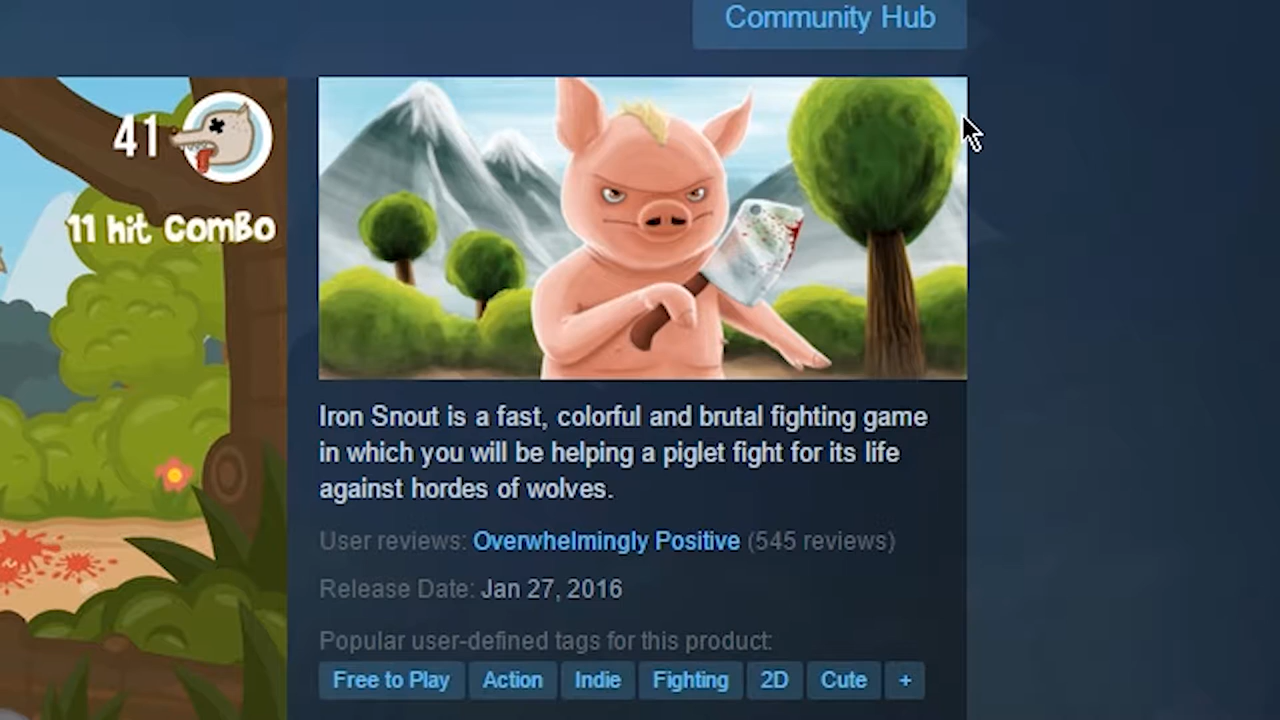 Community Hub
41
11 hit comBo
Iron Snout is a fast, colorful and brutal fighting game
in which you will be helping a piglet fight for its life
against hordes of wolves.
User reviews: Overwhelmingly Positive (545 reviews)
Release Date: Jan 27, 2016
Popular user-defined tags for this product:
Free to Play Action Indie Fighting 2D Cute +